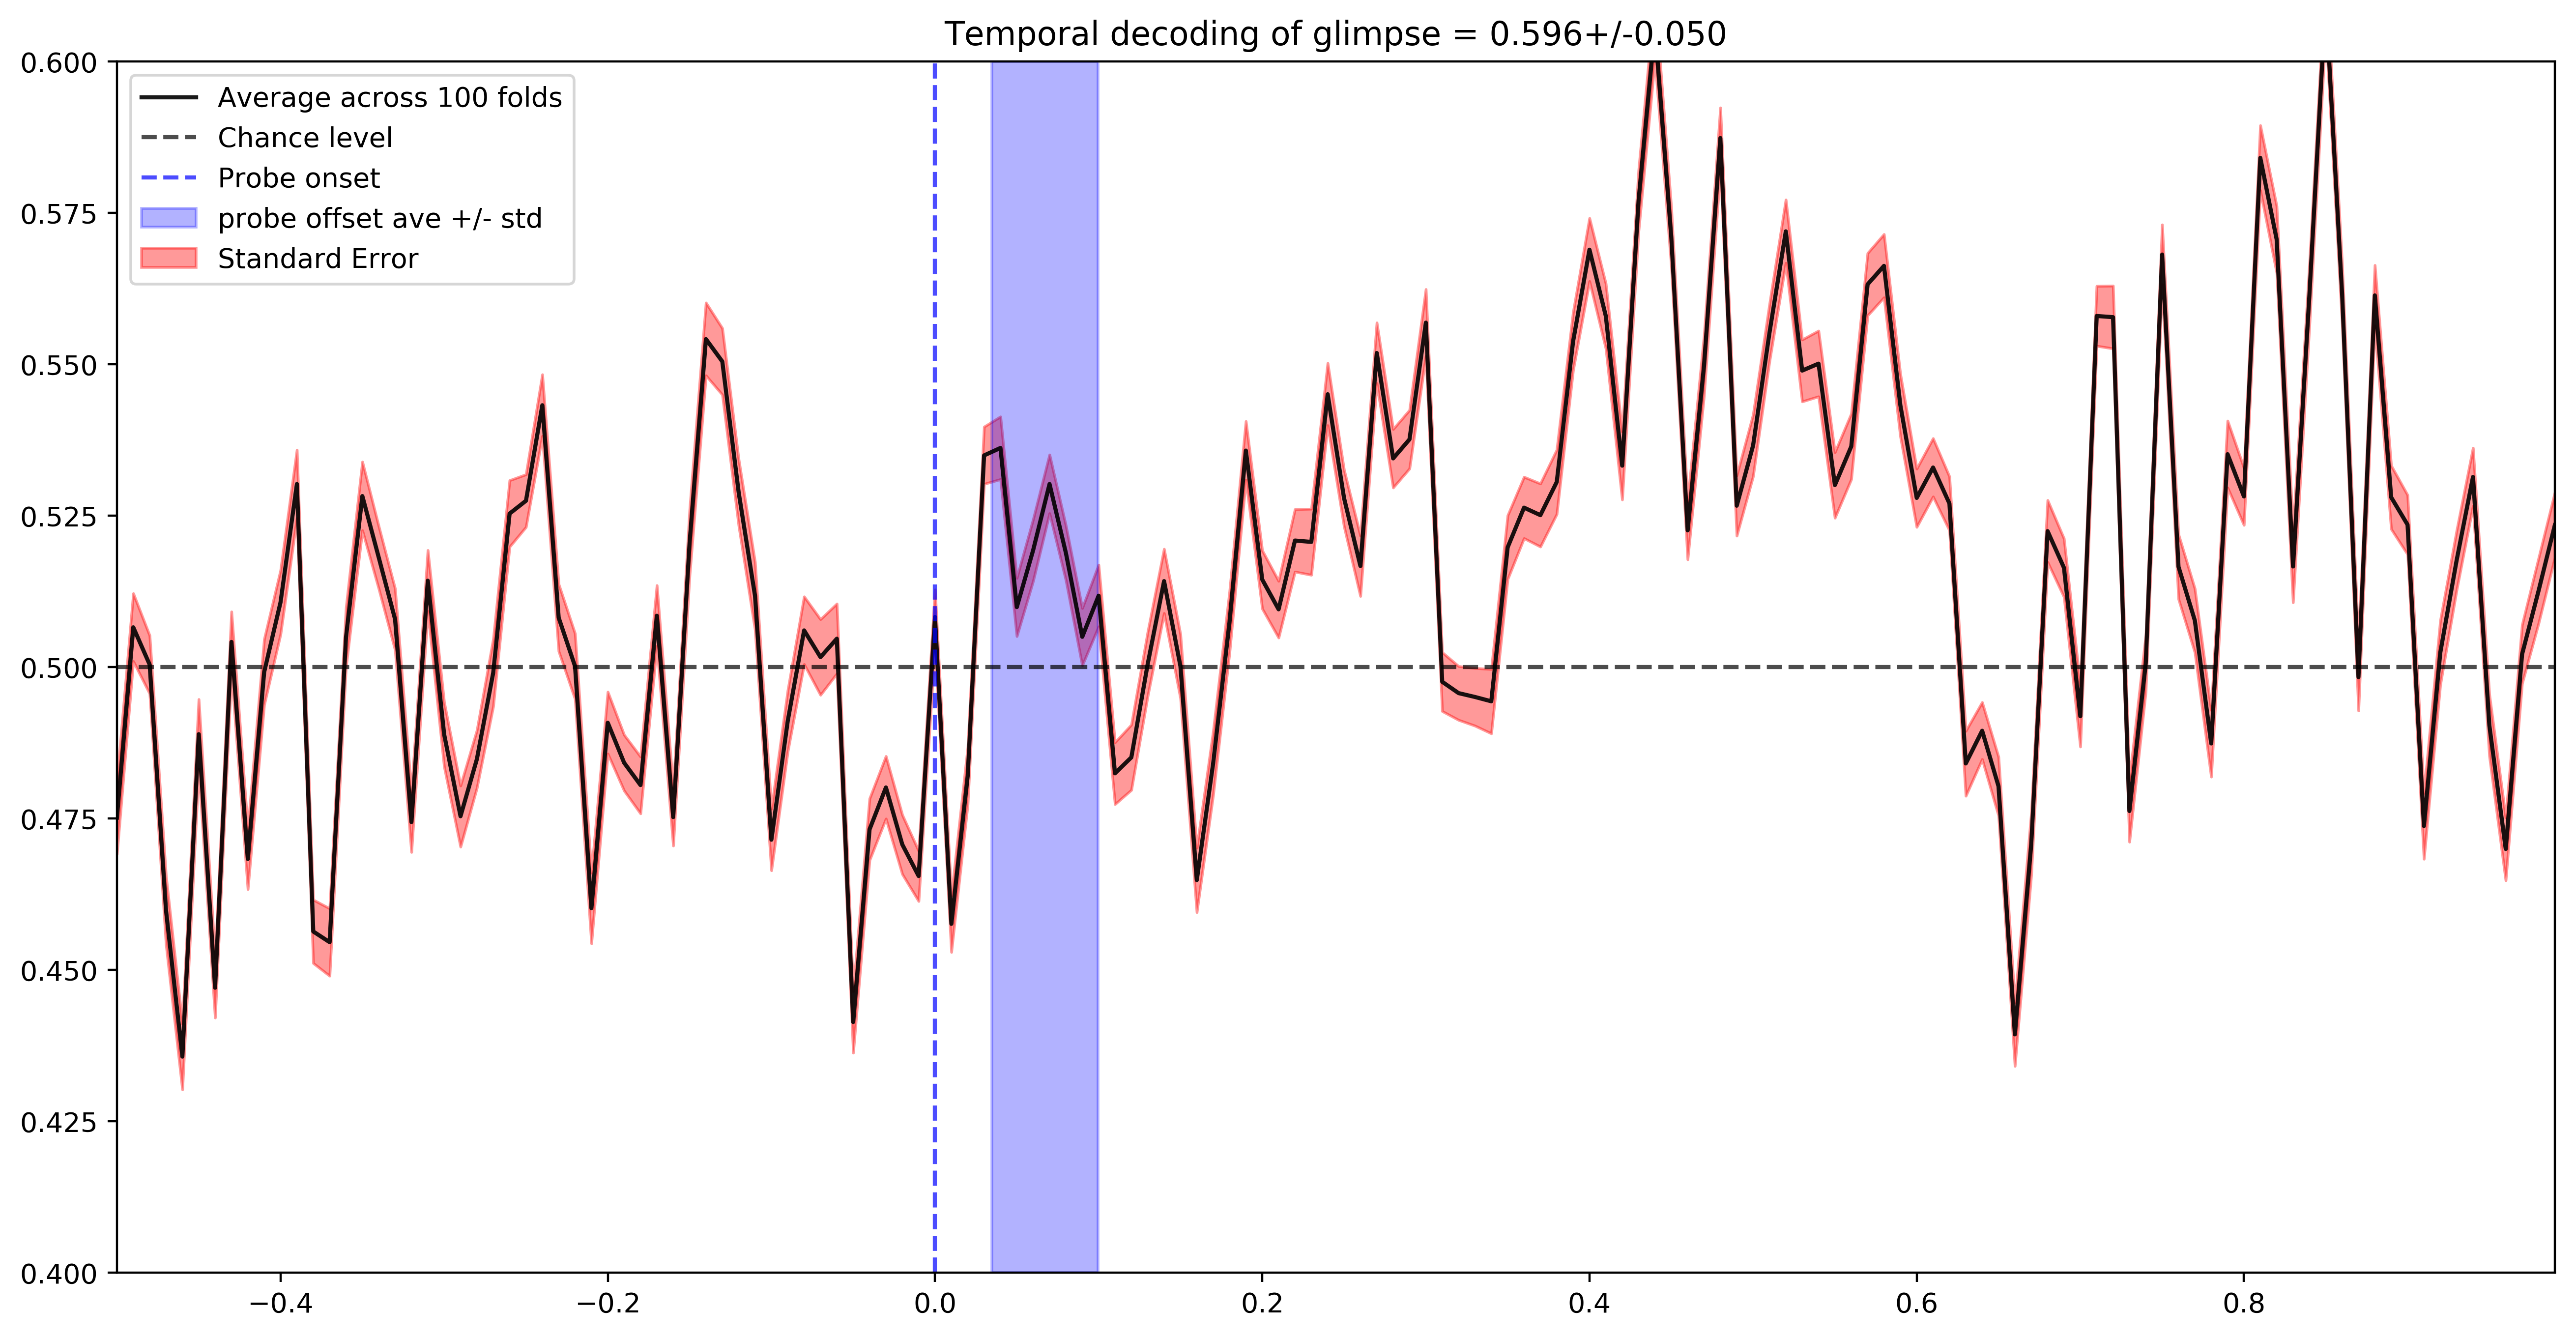 Temporal decoding of glimpse = 0.596+/-0.050
0.600
0.575
0.550
0.525
0.500
0.475
0.450
0.425
0.400
Average across 100 folds
Chance level
Probe onset
probe offset ave +/- std
Standard Error
−0.4 −0.2 0.0 0.2 0.4 0.6 0.8